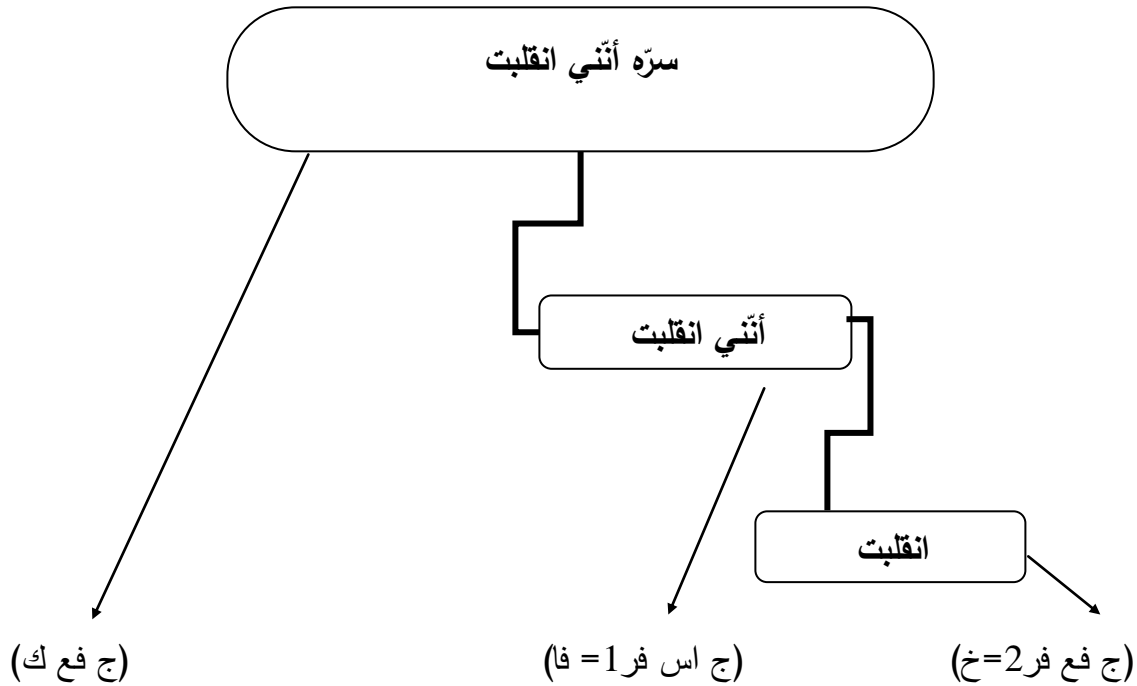 سرّه أنّني انقلبت
أنّني انقلبت
انقلبت
(ج فع فر2=خ)
(ج اس فر1= فا)
(ج فع ك)